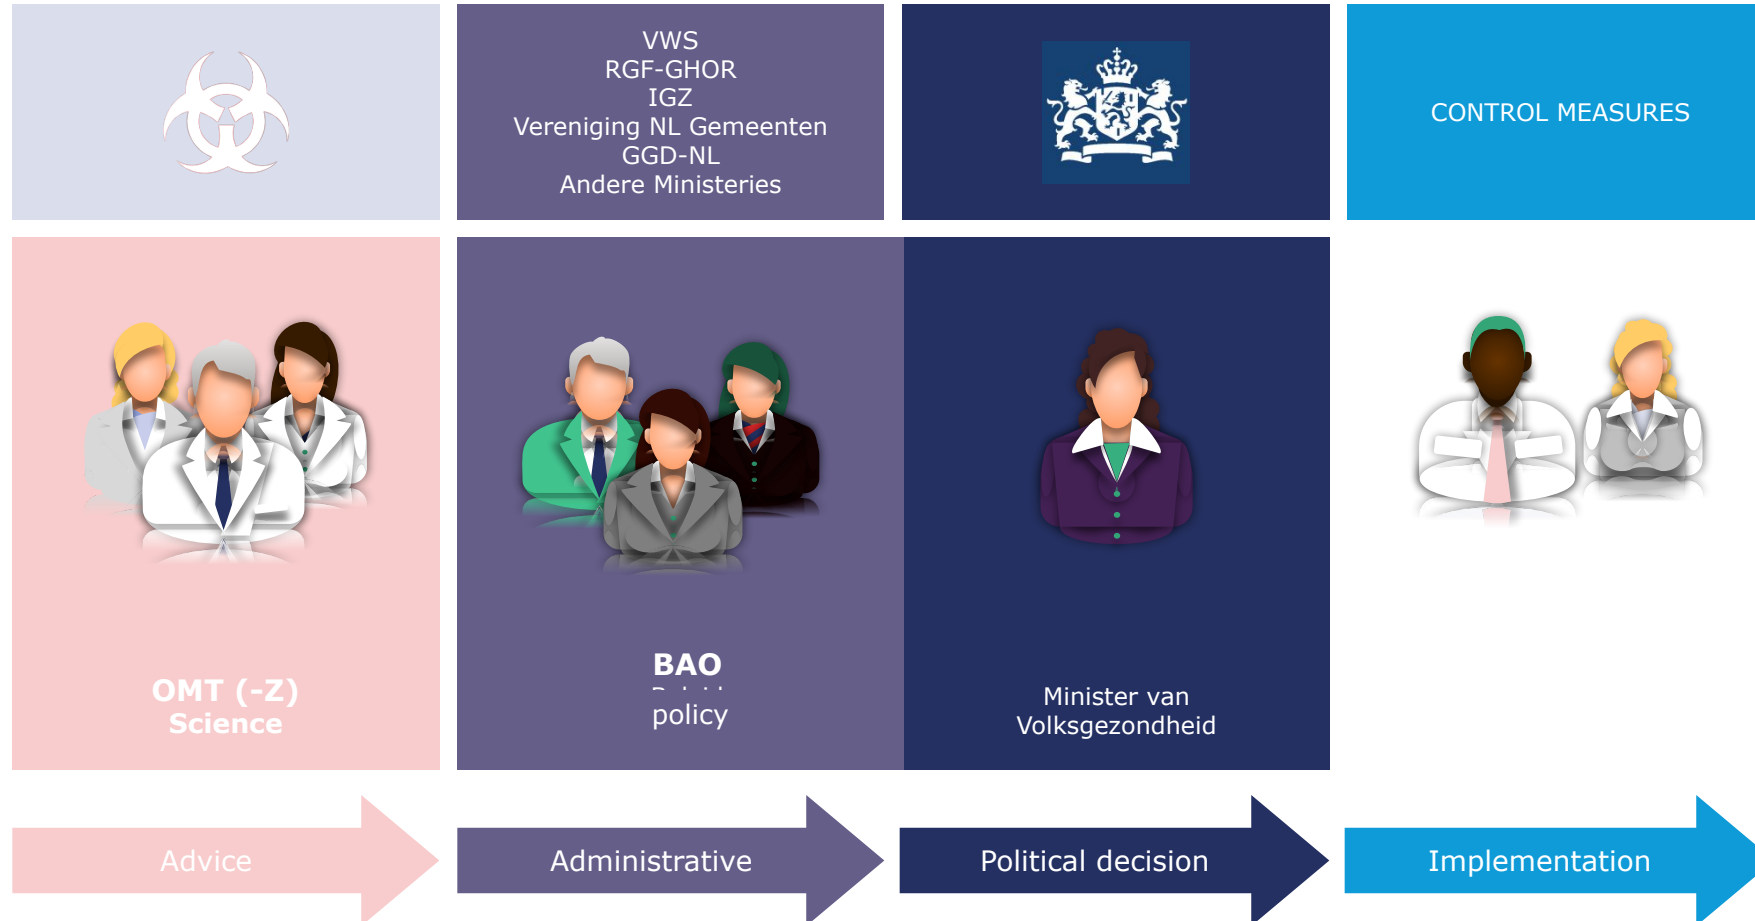 VWS
RGF-GHOR
IGZ
Vereniging NL Gemeenten
GGD-NL
Andere Ministeries
CONTROL MEASURES
OMT (-Z)
Science
BAO
policy
Minister van
Volksgezondheid
Advice
Administrative
Political decision
Implementation